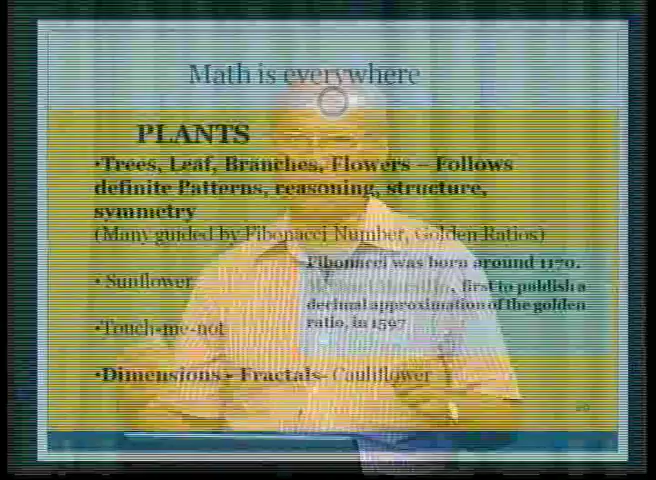 Math is everywhere
PLANTS
•Trees, Leaf, Branches, Flowers – Follows
definite Patterns, reasoning, structure,
symmetry
(Many guided by Fibonacci Number, Golden Ratios)
Fibonacci was born around 1170.
• Sunflower
, first to publish a
decimal approximation of the golden
ratio, in 1597
•Touch-me-not
•Dimensions - Fractals- Cauliflower